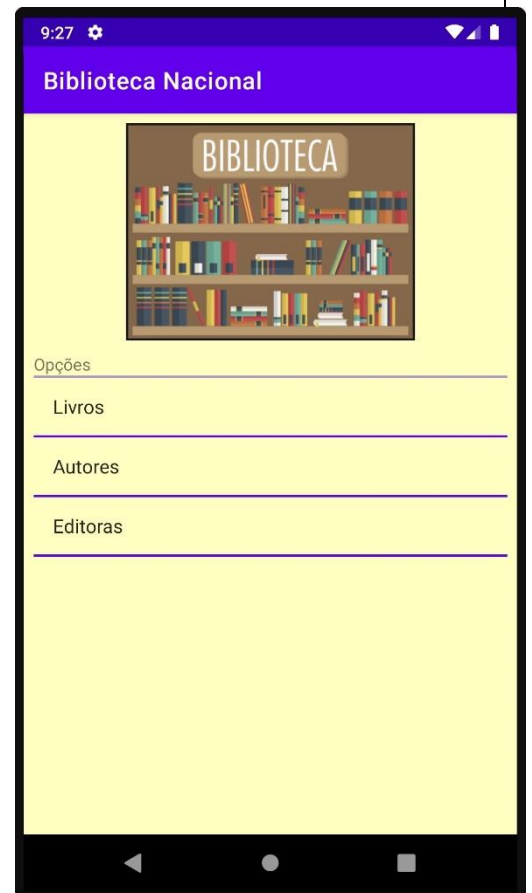 9:27
Biblioteca Nacional
BIBLIOTECA
Opções
Livros
Autores
Editoras